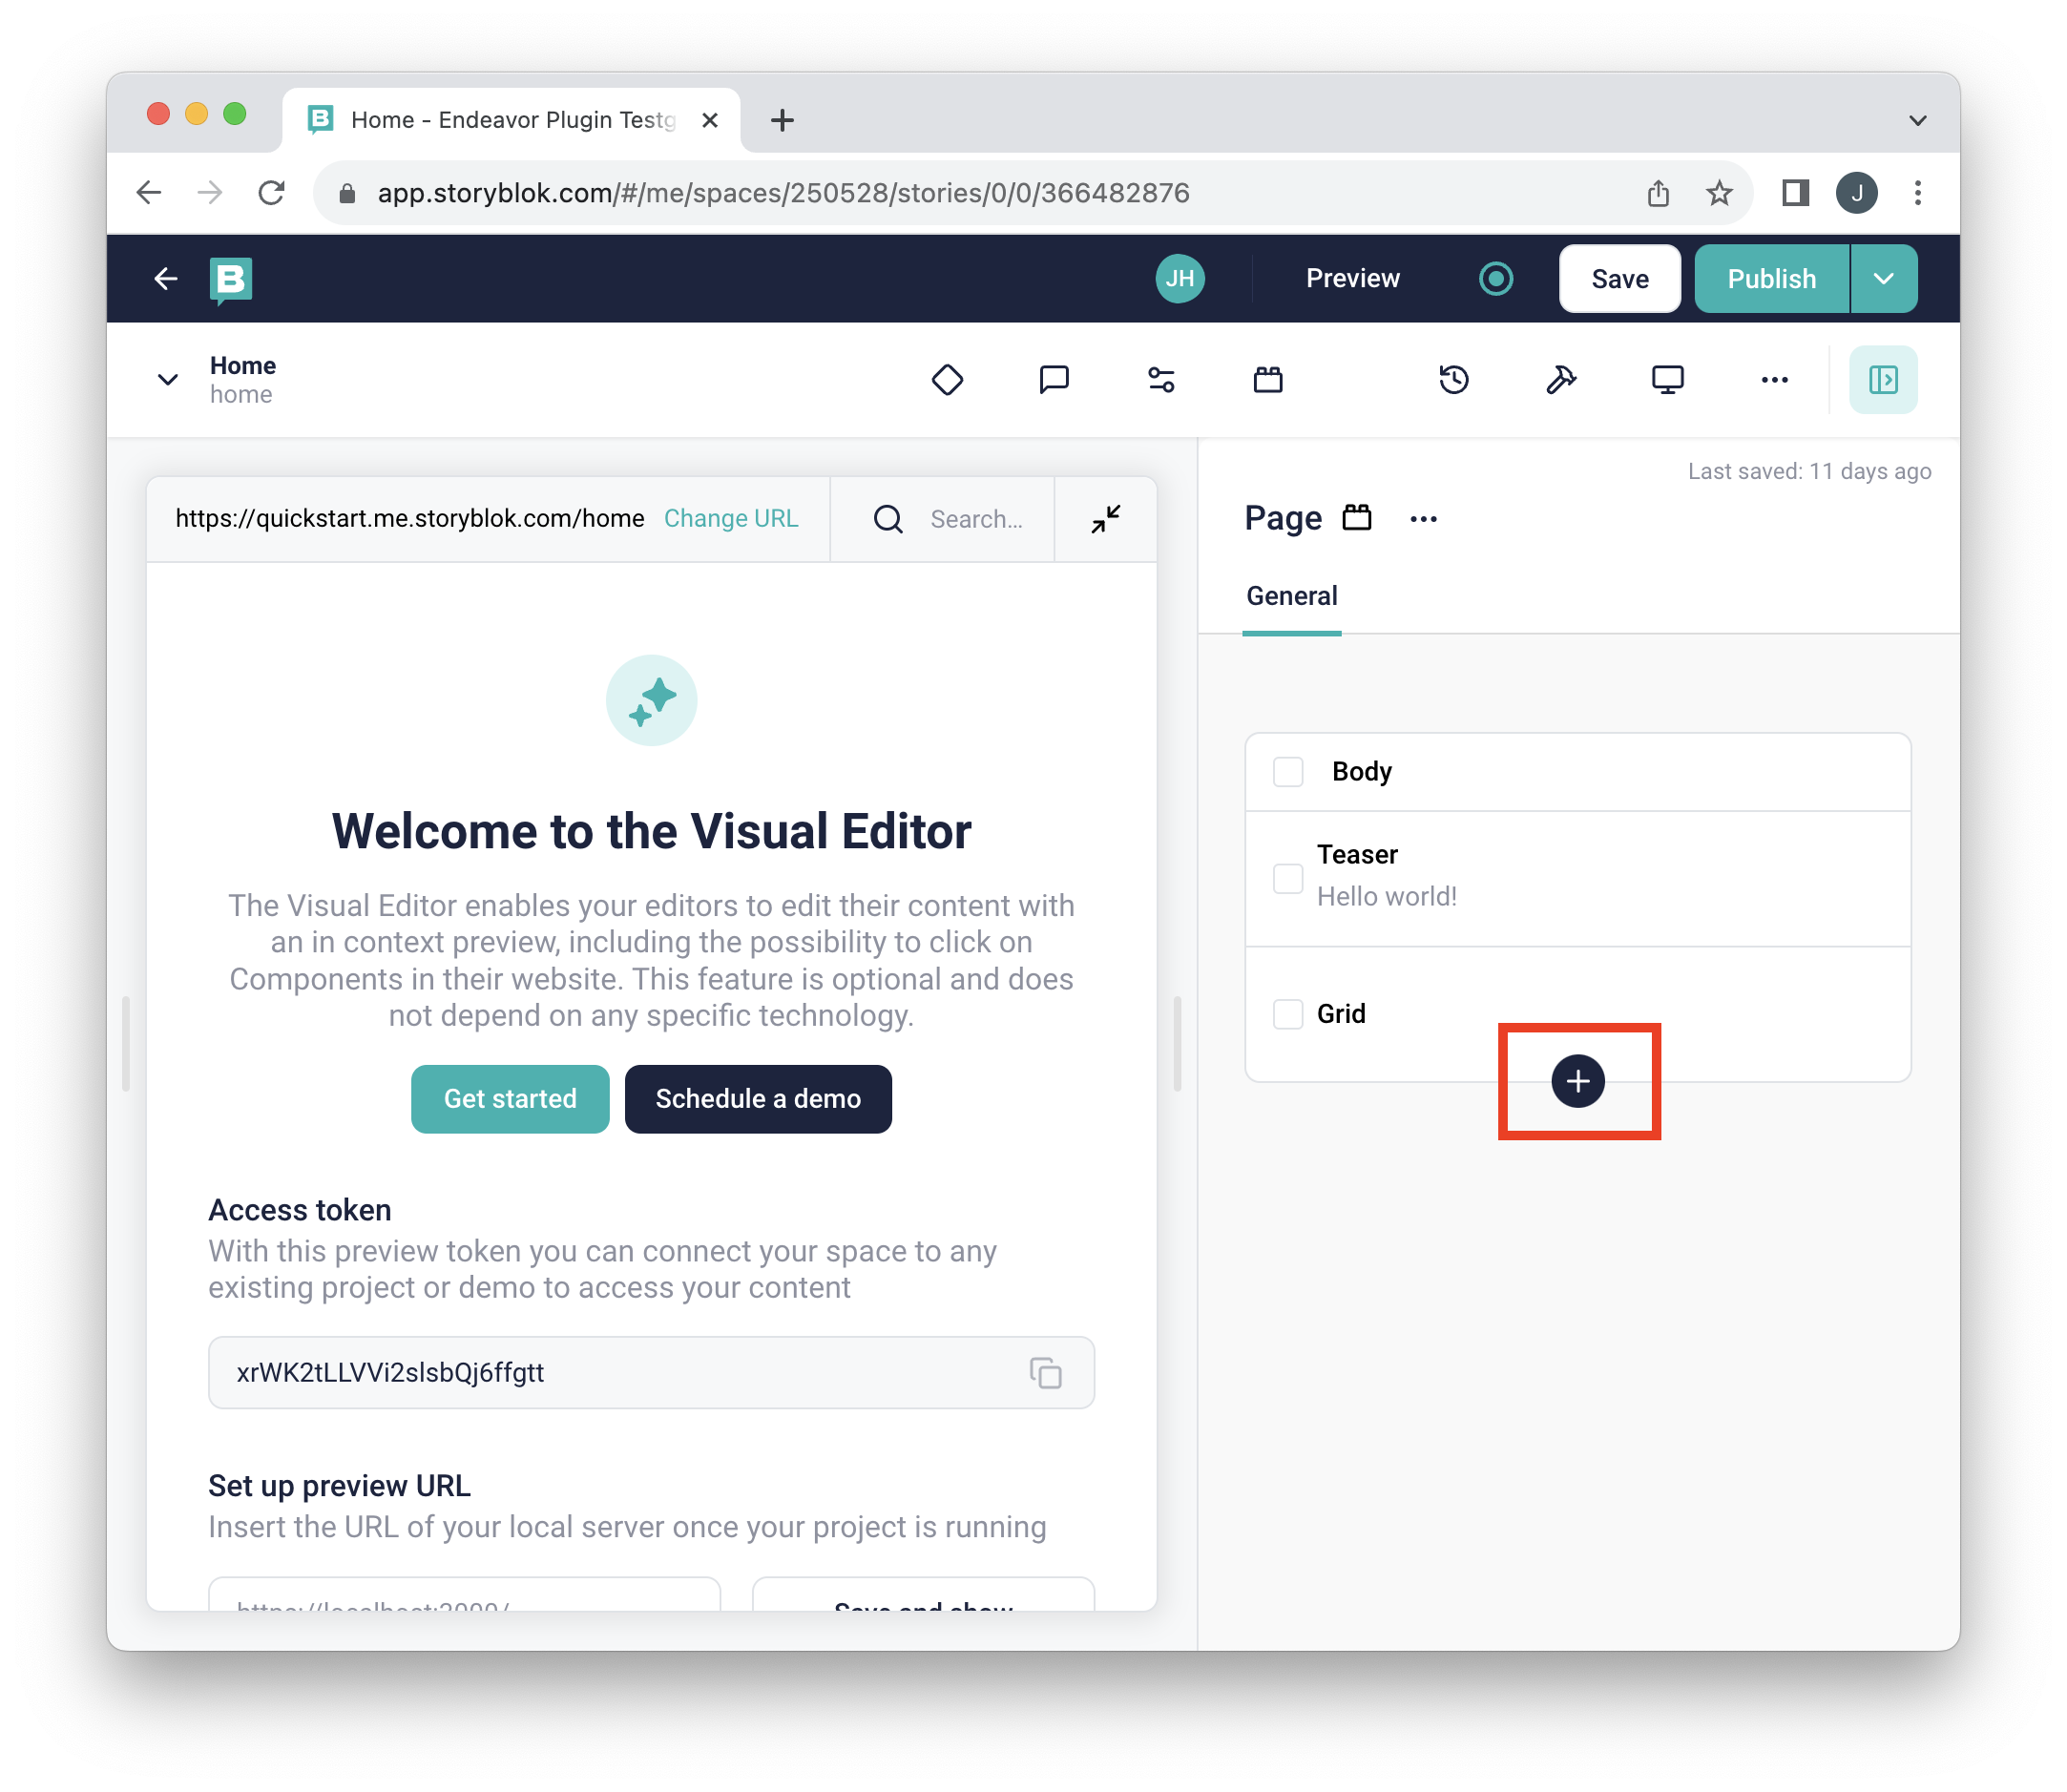 Home - Endeavor Plugin Testg
app.storyblok.com/#/me/spaces/250528/stories/0/0/366482876
J
B
JH
Preview
Save
Publish
Home
home
Last saved: 11 days ago
https://quickstart.me.storyblok.com/home
Change URL
Search...
Page
General
Welcome to the Visual Editor
The Visual Editor enables your editors to edit their content with
an in context preview, including the possibility to click on
Components in their website. This feature is optional and does
not depend on any specific technology.
Get started
Schedule a demo
Access token
With this preview token you can connect your space to any
existing project or demo to access your content
xrWK2tLLVVi2slsbQj6ffgtt
Set up preview URL
Insert the URL of your local server once your project is running
https://localhost:3000/
Save and show
Body
Teaser
Hello world!
Grid